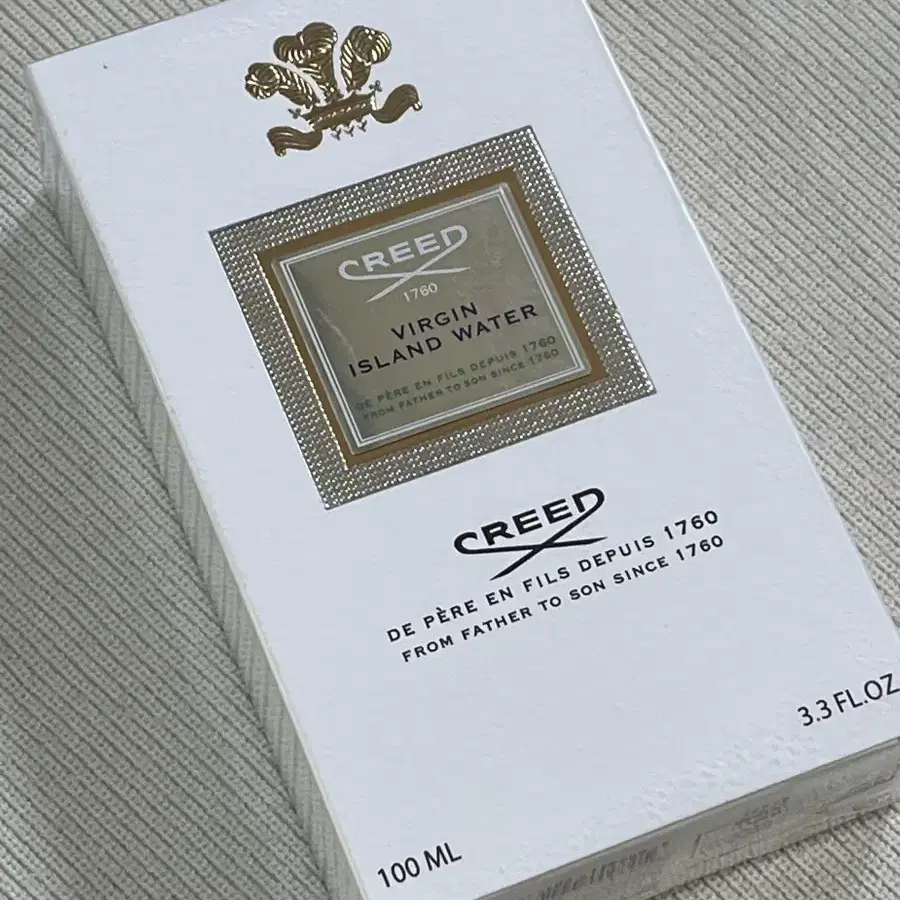 CREED
1760
VIRGIN
ISLAND WATER
DE PÈRE EN FILS DEPUIS 1760
FROM FATHER TO SON SINCE 1760
CREED
DE PÈRE EN FILS DEPUIS 1760
FROM FATHER TO SON SINCE 1760
3.3 FL.OZ
100 ML